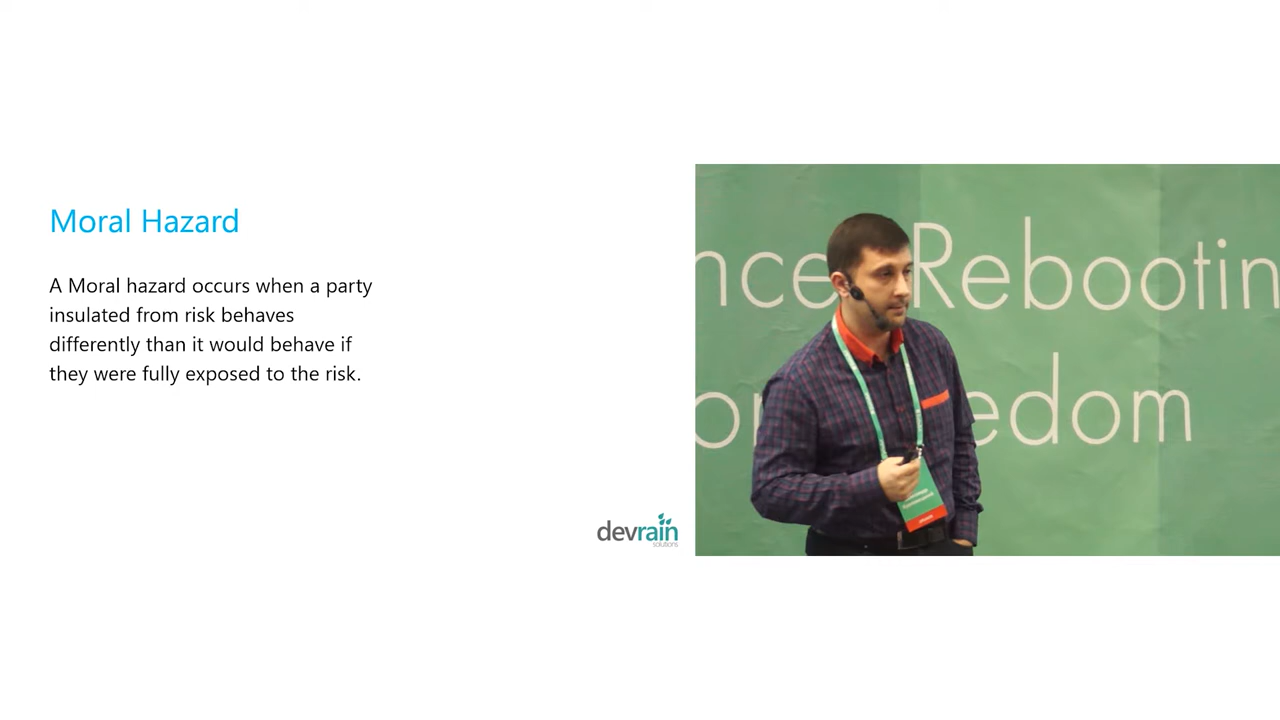 Moral Hazard
A Moral hazard occurs when a party
insulated from risk behaves
differently than it would behave if
they were fully exposed to the risk.
devrain
solutions
nce Rebootin
edom